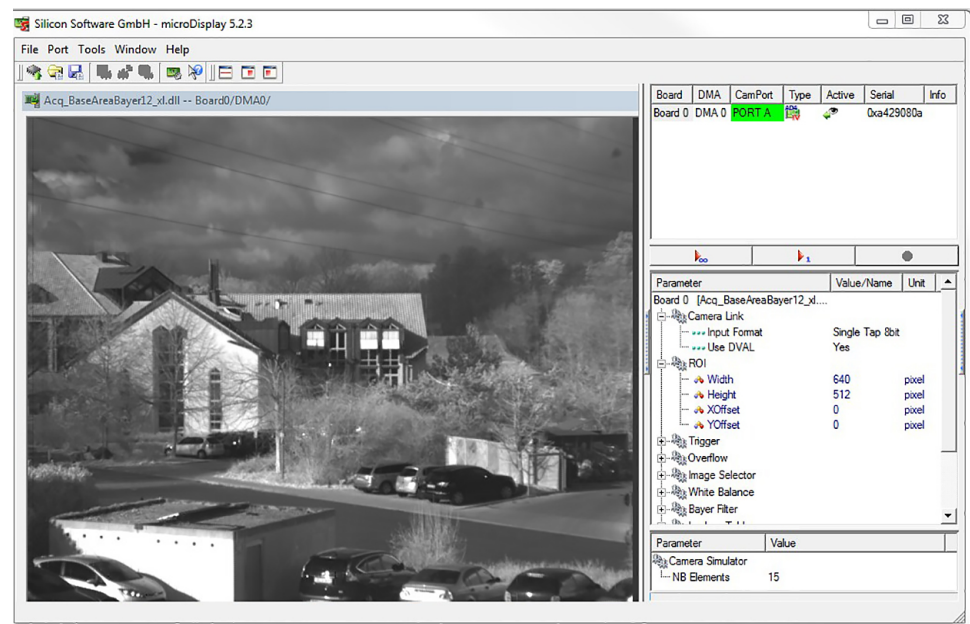 Silicon Software GmbH - microDisplay 5.2.3
File Port Tools Window Help
Acq_BaseAreaBayer12_xl.dll -- Board0/DMA0/
Board DMA CamPort Type Active Serial Info
Board 0 DMA 0 PORT A 0xa429080a
∞ 1
Parameter Value/Name Unit
Board 0 [Acq_BaseAreaBayer12_xl....
Camera Link
Input Format Single Tap 8bit
Use DVAL Yes
ROI
Width 640 pixel
Height 512 pixel
XOffset 0 pixel
YOffset 0 pixel
Trigger
Overflow
Image Selector
White Balance
Bayer Filter
Parameter Value
Camera Simulator
NB Elements 15